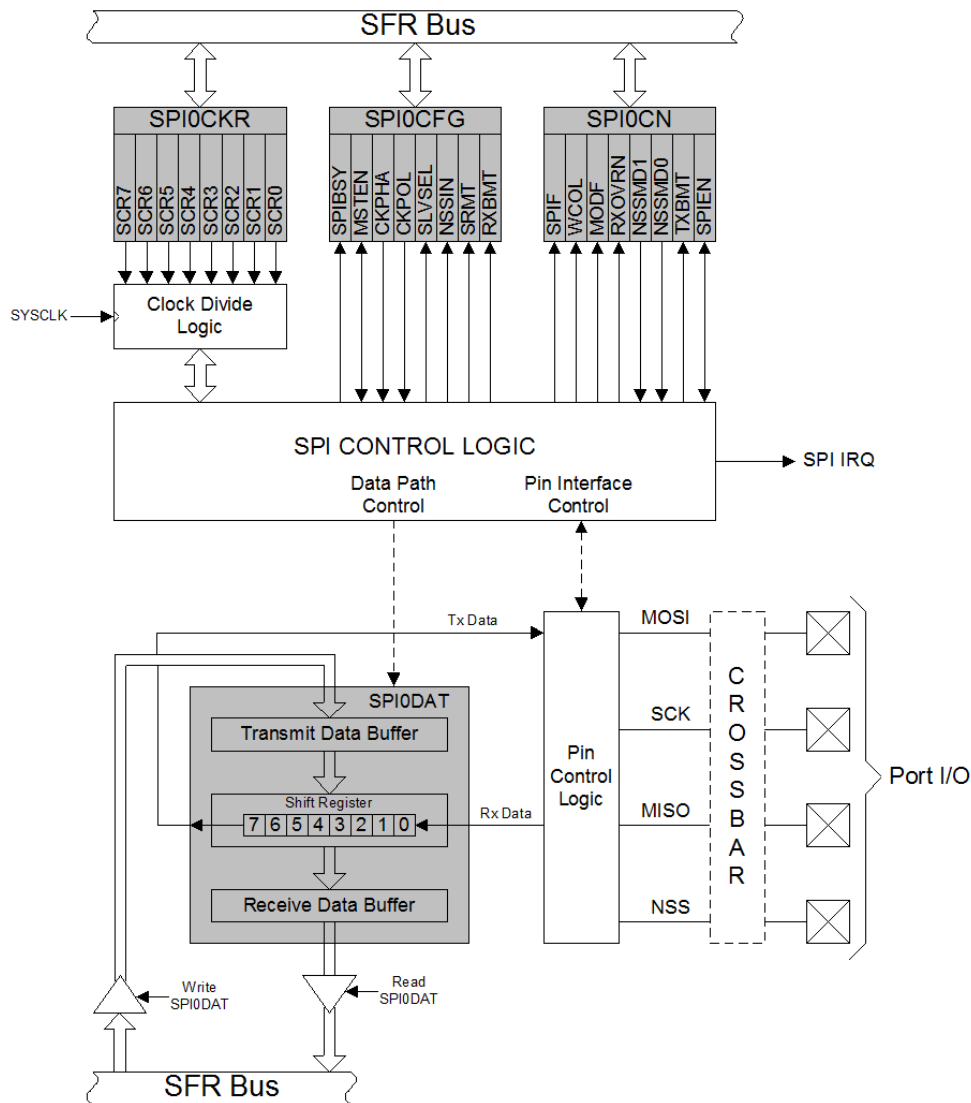 SFR Bus
SPI0CKR
SCR7
SCR6
SCR5
SCR4
SCR3
SCR2
SCR1
SCR0
SPI0CFG
SPIBSY
MSTEN
CKPHA
CKPOL
SLVSEL
NSSIN
SRMT
RXBMT
SPI0CN
SPIF
WCOL
MODF
RXOVRN
NSSMD1
NSSMD0
TXBMT
SPIEN
SYSCLK
Clock Divide
Logic
SPI CONTROL LOGIC
Data Path
Control
Pin Interface
Control
SPI IRQ
Tx Data
SPI0DAT
Transmit Data Buffer
Shift Register
7 6 5 4 3 2 1 0
Rx Data
Receive Data Buffer
Pin
Control
Logic
MOSI
SCK
MISO
NSS
CROSSBAR
Port I/O
Write
SPI0DAT
Read
SPI0DAT
SFR Bus